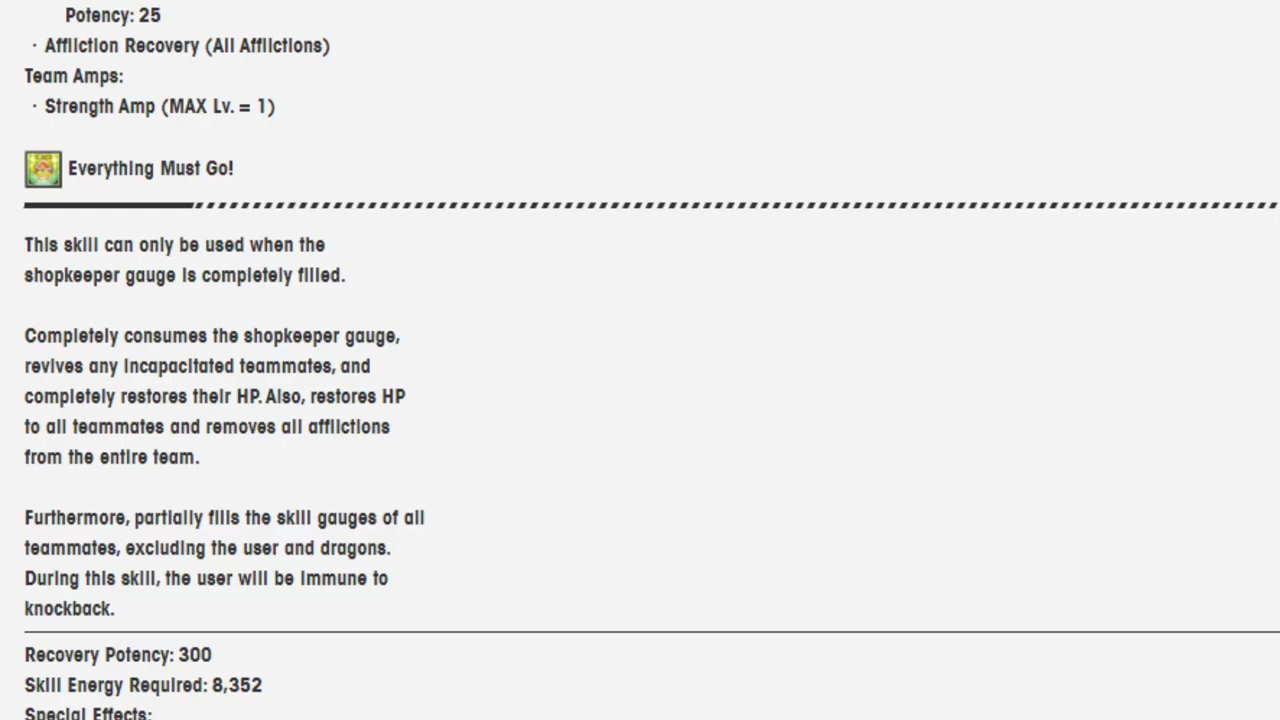 Potency: 25
· Affliction Recovery (All Afflictions)
Team Amps:
· Strength Amp (MAX Lv. = 1)
Everything Must Go!
This skill can only be used when the
shopkeeper gauge is completely filled.
Completely consumes the shopkeeper gauge,
revives any incapacitated teammates, and
completely restores their HP. Also, restores HP
to all teammates and removes all afflictions
from the entire team.
Furthermore, partially fills the skill gauges of all
teammates, excluding the user and dragons.
During this skill, the user will be immune to
knockback.
Recovery Potency: 300
Skill Energy Required: 8,352
Special Effects: